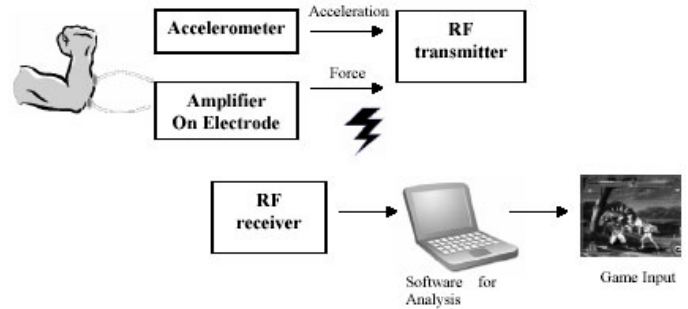 Accelerometer
Acceleration
RF
transmitter
Amplifier
On Electrode
Force
RF
receiver
Software for
Analysis
Game Input